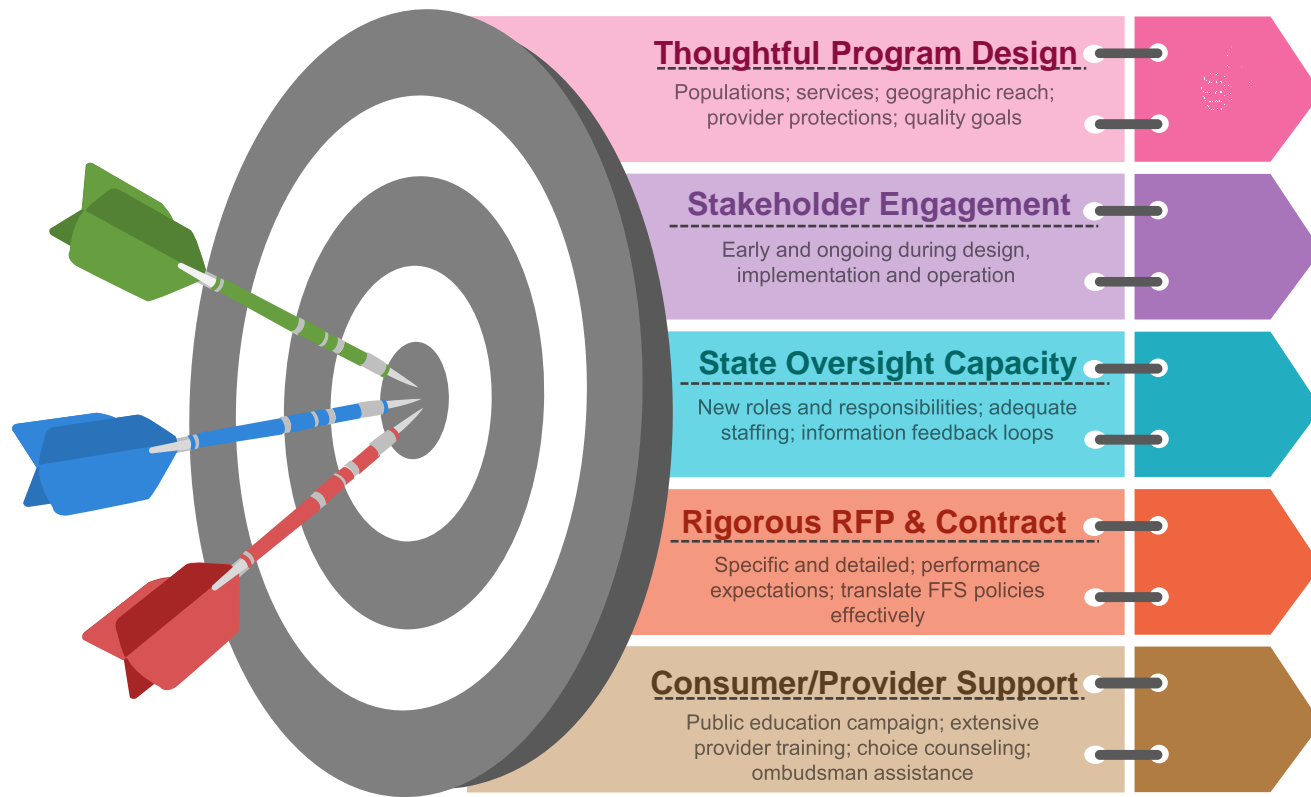 Thoughtful Program Design
Populations; services; geographic reach;
provider protections; quality goals
Stakeholder Engagement
Early and ongoing during design,
implementation and operation
State Oversight Capacity
New roles and responsibilities; adequate
staffing; information feedback loops
Rigorous RFP & Contract
Specific and detailed; performance
expectations; translate FFS policies
effectively
Consumer/Provider Support
Public education campaign; extensive
provider training; choice counseling;
ombudsman assistance